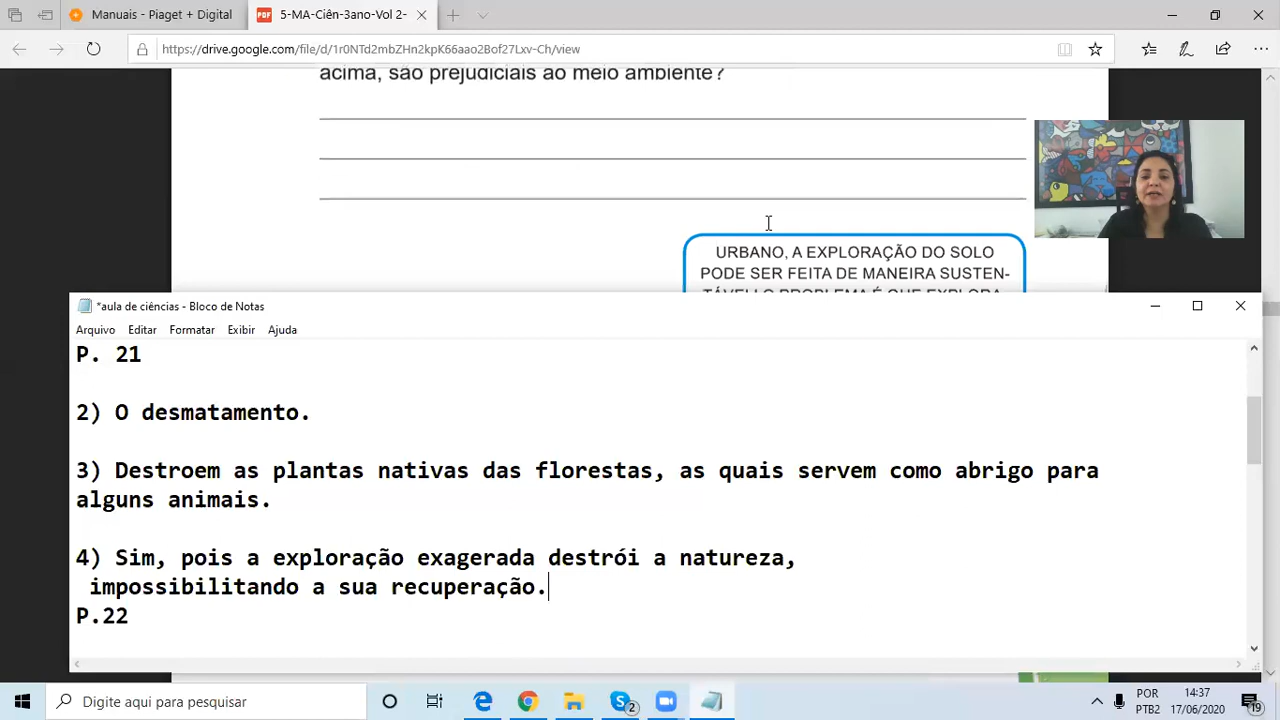 Manuais - Piaget + Digital
PDF
5-MA-Ciên-3ano-Vol 2-
https://drive.google.com/file/d/1r0NTd2mbZHn2kpK66aao2Bof27Lxv-Ch/view
acima, são prejudiciais ao meio ambiente?
URBANO, A EXPLORAÇÃO DO SOLO
PODE SER FEITA DE MANEIRA SUSTEN-
*aula de ciências - Bloco de Notas
Arquivo Editar Formatar Exibir Ajuda
P. 21
2) O desmatamento.
3) Destroem as plantas nativas das florestas, as quais servem como abrigo para
alguns animais.
4) Sim, pois a exploração exagerada destrói a natureza,
impossibilitando a sua recuperação.
P.22
Digite aqui para pesquisar
2
POR
PTB2
14:37
17/06/2020
19